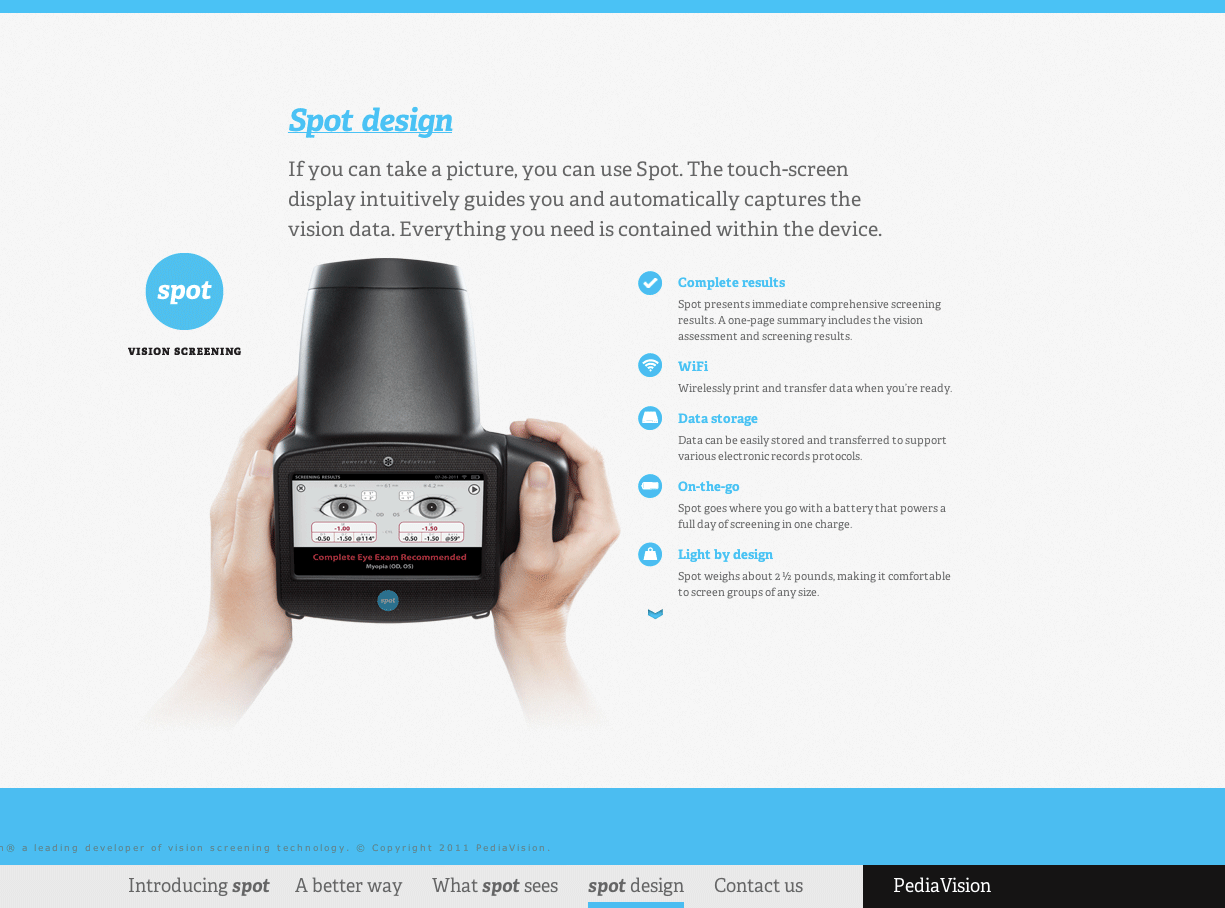 Spot design
If you can take a picture, you can use Spot. The touch-screen
display intuitively guides you and automatically captures the
vision data. Everything you need is contained within the device.
spot
VISION SCREENING
Complete results
Spot presents immediate comprehensive screening
results. A one-page summary includes the vision
assessment and screening results.
WiFi
Wirelessly print and transfer data when you're ready.
Data storage
Data can be easily stored and transferred to support
various electronic records protocols.
On-the-go
Spot goes where you go with a battery that powers a
full day of screening in one charge.
Light by design
Spot weighs about 2 ½ pounds, making it comfortable
to screen groups of any size.
powered by PediaVision
SCREENING RESULTS 07-26-2011
OD OS
-1.00 -1.50
-0.50 -1.50 @114° -0.50 -1.50 @59°
Complete Eye Exam Recommended
Myopia (OD, OS)
spot
n® a leading developer of vision screening technology. © Copyright 2011 PediaVision.
Introducing spot A better way What spot sees spot design Contact us PediaVision